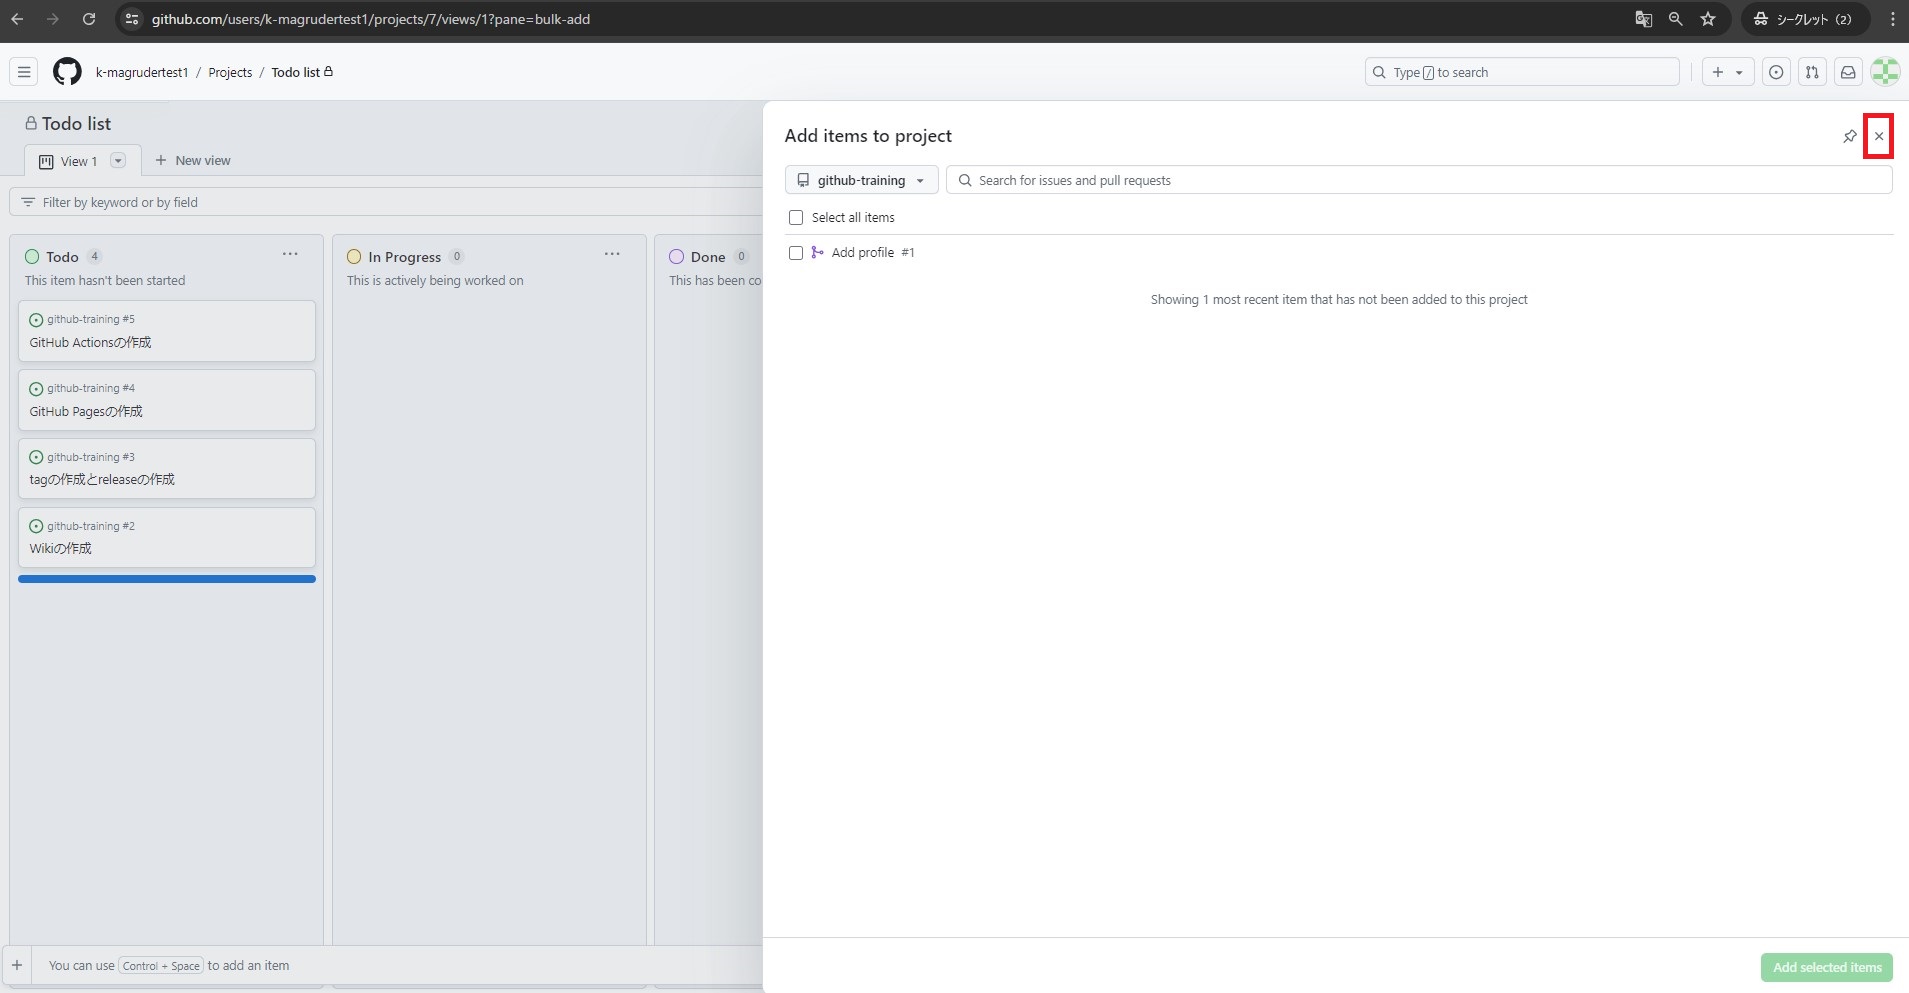 github.com/users/k-magrudertest1/projects/7/views/1?pane=bulk-add
シークレット (2)
k-magrudertest1 / Projects / Todo list
Type / to search
Todo list
View 1
New view
Filter by keyword or by field
Todo 4
This item hasn't been started
github-training #5
GitHub Actionsの作成
github-training #4
GitHub Pagesの作成
github-training #3
tagの作成とreleaseの作成
github-training #2
Wikiの作成
In Progress 0
This is actively being worked on
Done 0
This has been co
You can use Control + Space to add an item
Add items to project
github-training
Search for issues and pull requests
Select all items
Add profile #1
Showing 1 most recent item that has not been added to this project
Add selected items